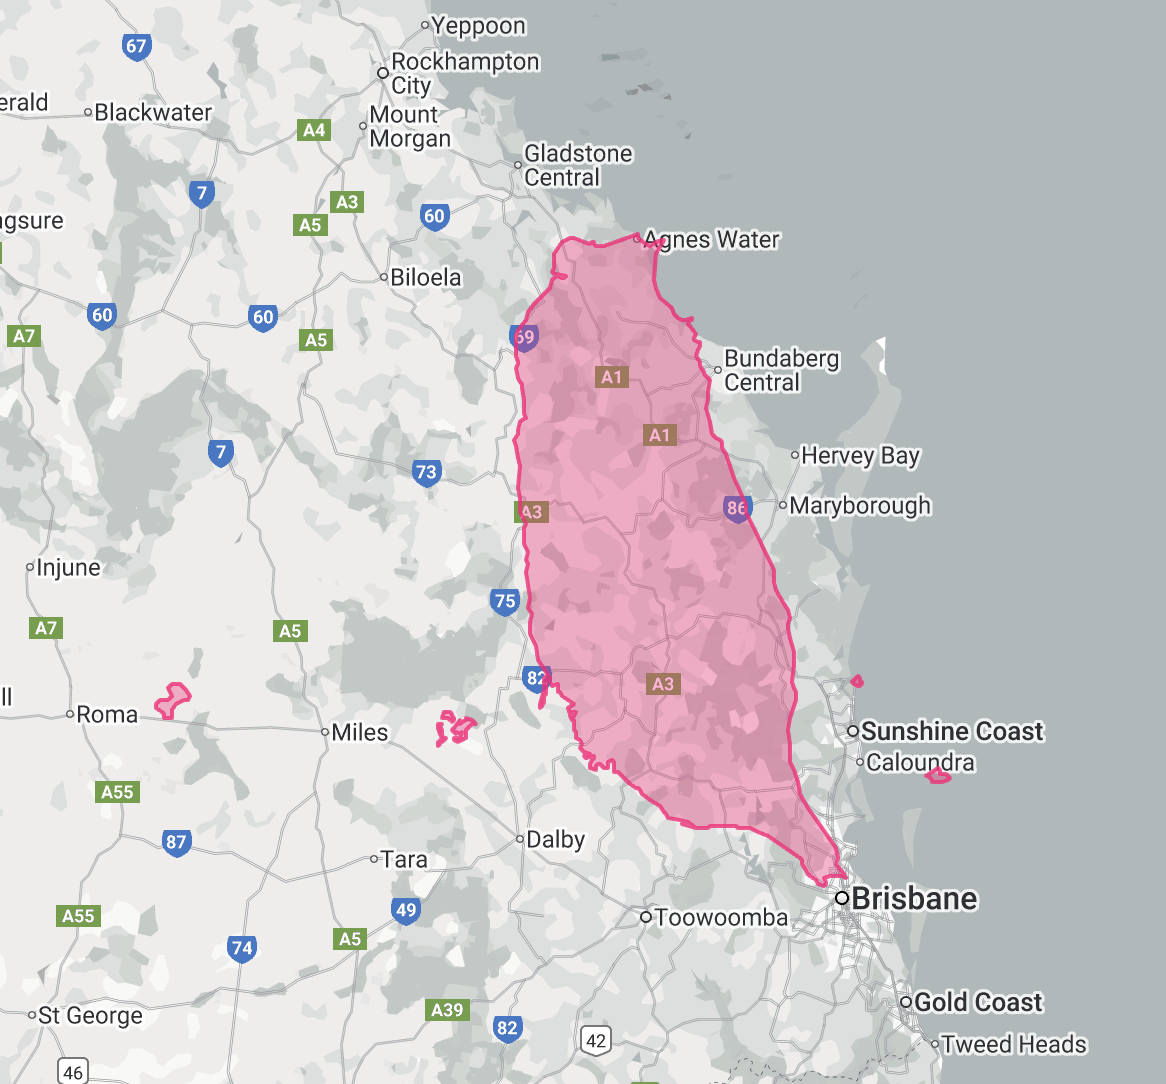 Yeppoon
67
Rockhampton
City
erald
Blackwater
Mount
Morgan
A4
Gladstone
Central
7
A3
A5
60
ngsure
Agnes Water
Biloela
60
60
A7
A5
69
Bundaberg
Central
A1
A1
7
73
Hervey Bay
86
Maryborough
A3
Injune
75
A7
A5
82
A3
ll
Roma
Miles
Sunshine Coast
Caloundra
A55
87
Dalby
Tara
Brisbane
49
A55
Toowoomba
A5
74
Gold Coast
A39
St George
82
42
Tweed Heads
46